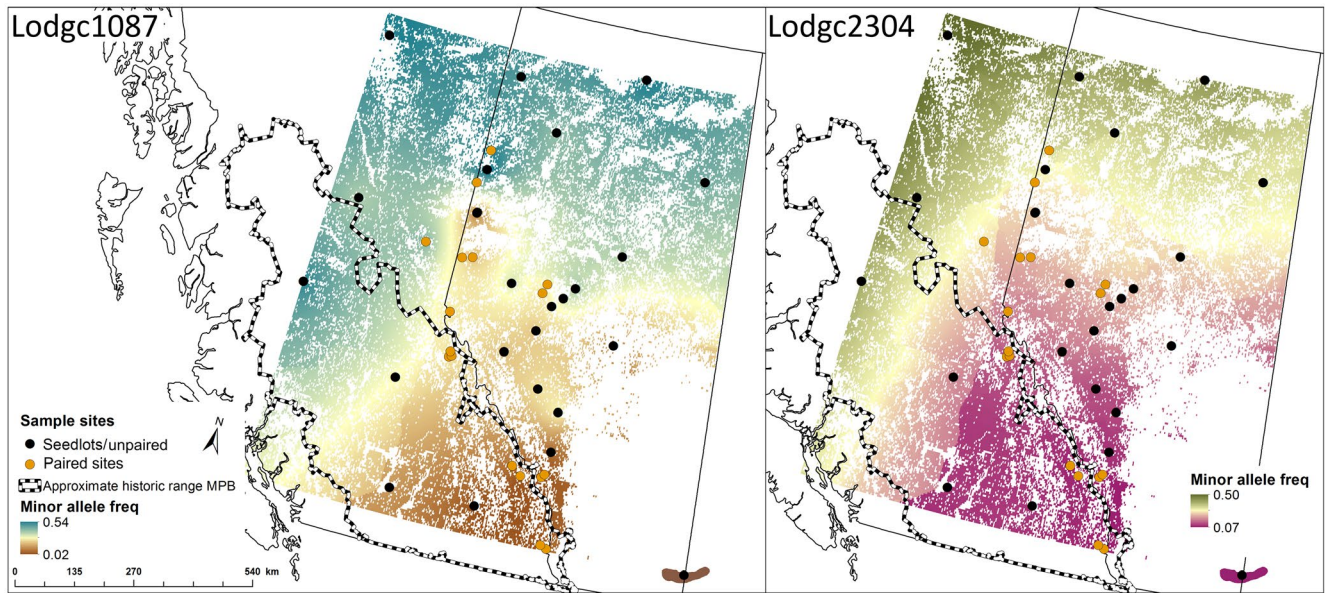 Lodgc1087
Lodgc2304
Sample sites
N
Seedlots/unpaired
Paired sites
Approximate historic range MPB
Minor allele freq
0.54
0.02
0 135 270 540 km
Minor allele freq
0.50
0.07